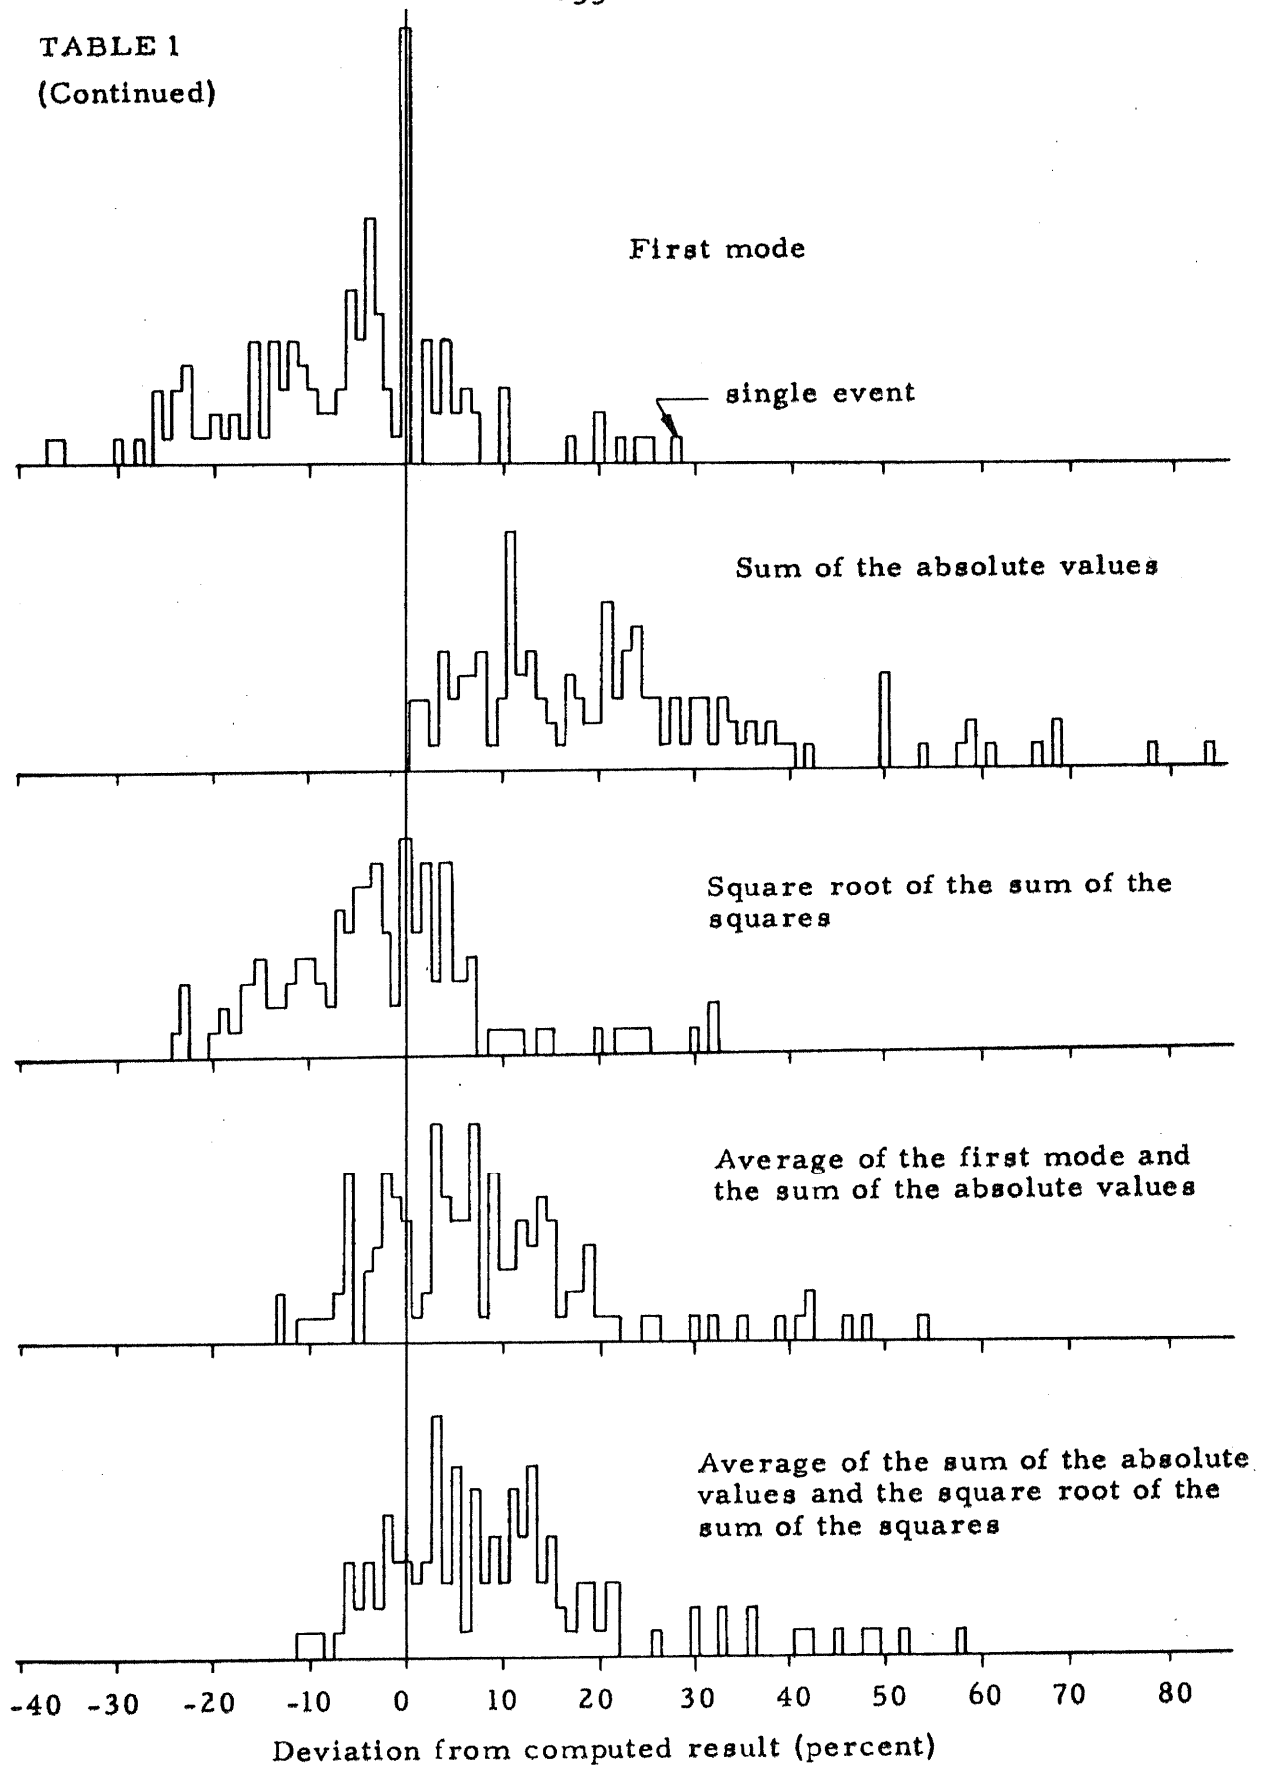 TABLE 1
(Continued)
First mode
single event
Sum of the absolute values
Square root of the sum of the
squares
Average of the first mode and
the sum of the absolute values
Average of the sum of the absolute
values and the square root of the
sum of the squares
-40 -30 -20 -10 0 10 20 30 40 50 60 70 80
Deviation from computed result (percent)